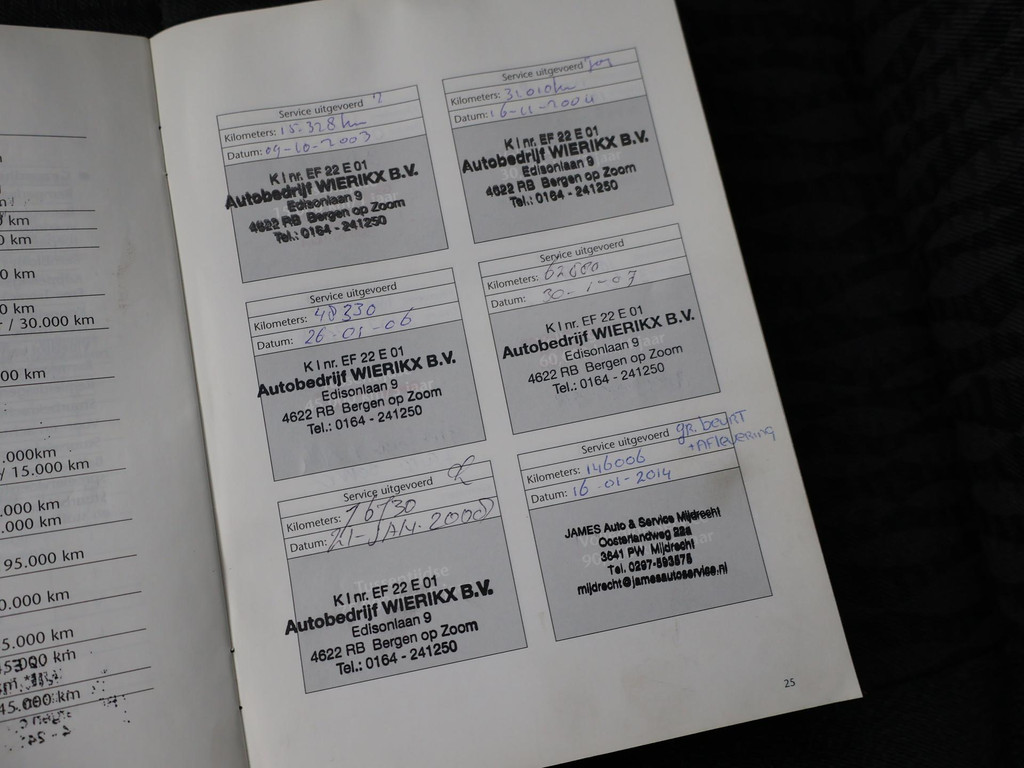 km
km
0 km
0 km
/ 30.000 km
00 km
.000km
/ 15.000 km
.000 km
.000 km
95.000 km
0.000 km
5.000 km
45.000 km
Service uitgevoerd
Kilometers: 15.328 km
Datum: 09-10-2003
K I nr. EF 22 E 01
Autobedrijf WIERIKX B.V.
Edisonlaan 9
4622 RB Bergen op Zoom
Tel.: 0164 - 241250
Service uitgevoerd
Kilometers: 31010 km
Datum: 16-11-2004
K I nr. EF 22 E 01
Autobedrijf WIERIKX B.V.
Edisonlaan 9
4622 RB Bergen op Zoom
Tel.: 0164 - 241250
Service uitgevoerd
Kilometers: 48330
Datum: 26-01-06
K I nr. EF 22 E 01
Autobedrijf WIERIKX B.V.
Edisonlaan 9
4622 RB Bergen op Zoom
Tel.: 0164 - 241250
Service uitgevoerd
Kilometers:
Datum: 30-1-07
K I nr. EF 22 E 01
Autobedrijf WIERIKX B.V.
Edisonlaan 9
4622 RB Bergen op Zoom
Tel.: 0164 - 241250
Service uitgevoerd
Kilometers: 76730
Datum: 21-JAN-2008
K I nr. EF 22 E 01
Autobedrijf WIERIKX B.V.
Edisonlaan 9
4622 RB Bergen op Zoom
Tel.: 0164 - 241250
Service uitgevoerd gr. beurt
+ Aflevering
Kilometers: 146006
Datum: 16-01-2014
JAMES Auto & Service Mijdrecht
Oosterlandweg 22a
3641 PW Mijdrecht
Tel. 0297-593875
mijdrecht@jamesautoservice.nl
25